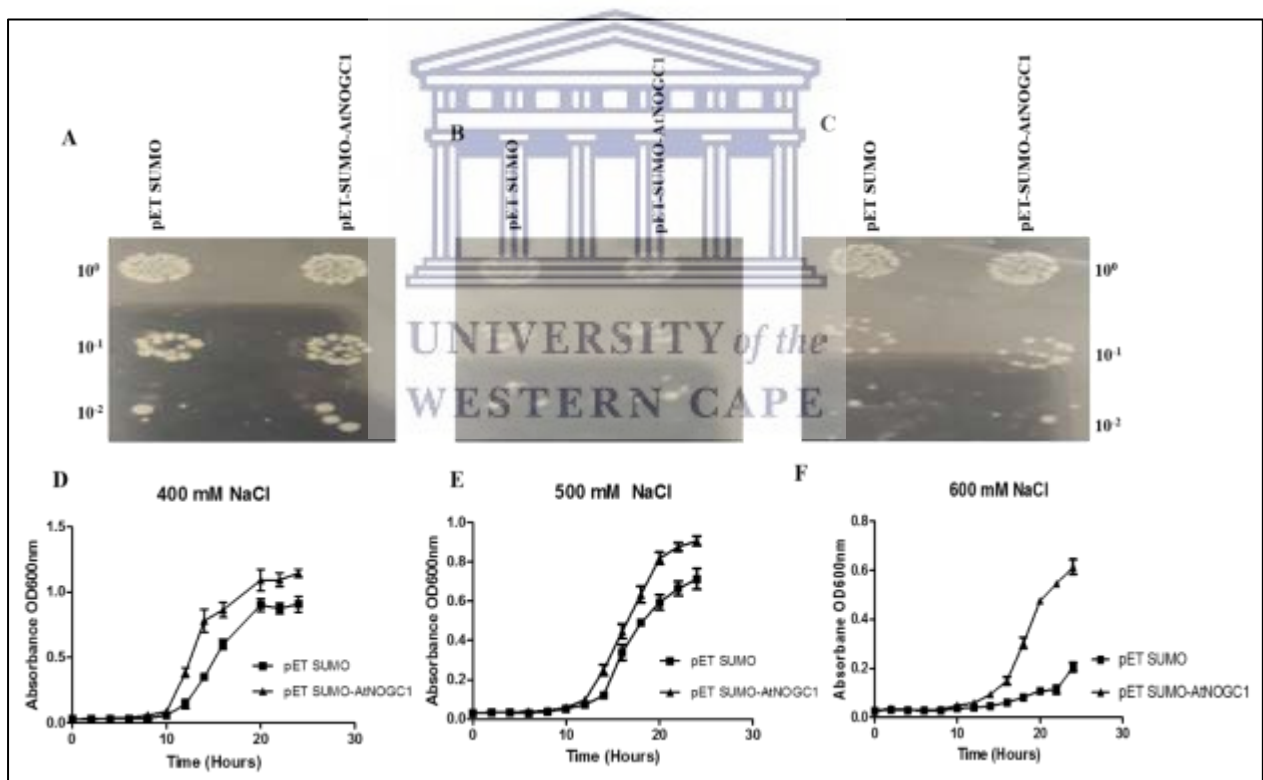 A
B
C
pET SUMO
pET-SUMO-AtNOGC1
pET SUMO
pET-SUMO-AtNOGC1
pET SUMO
pET-SUMO-AtNOGC1
10⁰
10⁻¹
10⁻²
10⁰
10⁻¹
10⁻²
UNIVERSITY of the
WESTERN CAPE
D
400 mM NaCl
Absorbance OD600nm
1.5
1.0
0.5
0.0
0
10
20
30
Time (Hours)
pET SUMO
pET SUMO-AtNOGC1
E
500 mM NaCl
Absorbance OD600nm
1.0
0.8
0.6
0.4
0.2
0.0
0
10
20
30
Time (Hours)
pET SUMO
pET SUMO-AtNOGC1
F
600 mM NaCl
Absorbane OD600nm
0.8
0.6
0.4
0.2
0.0
0
10
20
30
Time (Hours)
pET SUMO
pET SUMO-AtNOGC1